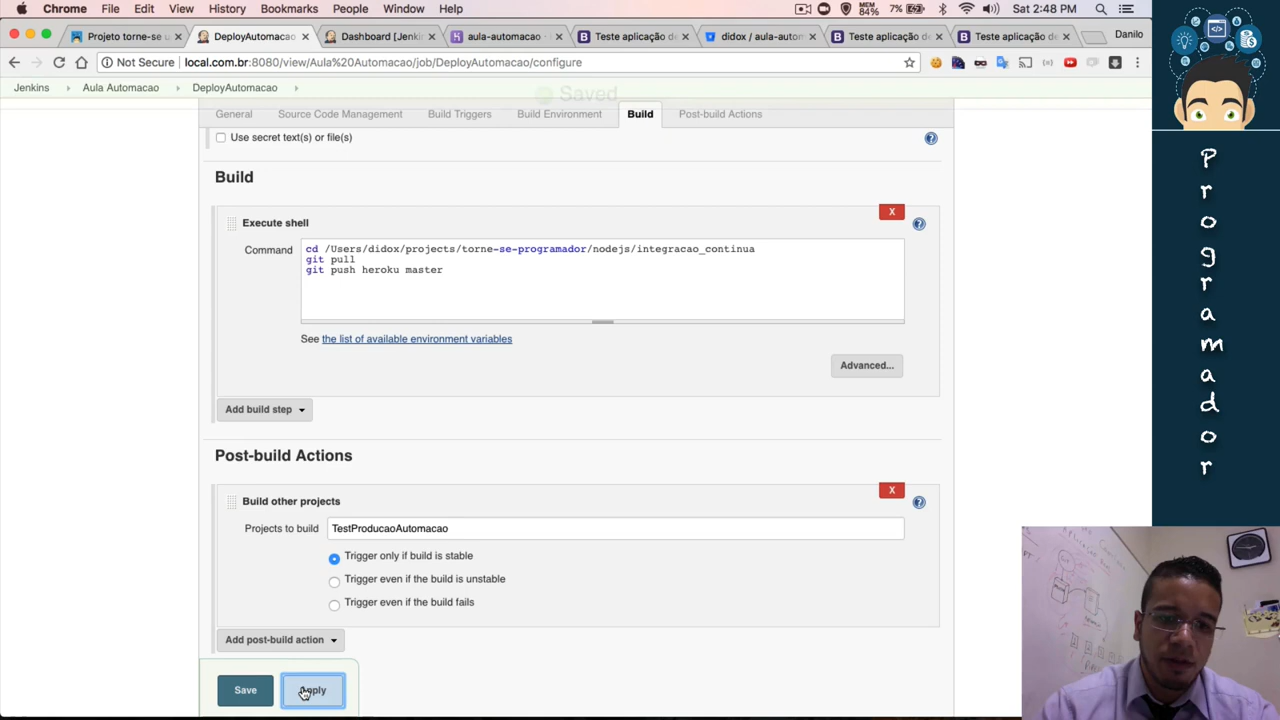 Chrome File Edit View History Bookmarks People Window Help MEM 84% 7% Sat 2:48 PM
Projeto torne-se u DeployAutomacao Dashboard [Jenki aula-automacao - Teste aplicação de didox / aula-autom Teste aplicação de Teste aplicação de Danilo
Not Secure local.com.br:8080/view/Aula%20Automacao/job/DeployAutomacao/configure
Jenkins Aula Automacao DeployAutomacao
Saved
General Source Code Management Build Triggers Build Environment Build Post-build Actions
Use secret text(s) or file(s)
Build
X
Execute shell
Command
cd /Users/didox/projects/torne-se-programador/nodejs/integracao_continua
git pull
git push heroku master
See the list of available environment variables
Advanced...
Add build step
Post-build Actions
X
Build other projects
Projects to build TestProducaoAutomacao
Trigger only if build is stable
Trigger even if the build is unstable
Trigger even if the build fails
Add post-build action
Save Apply
Programador